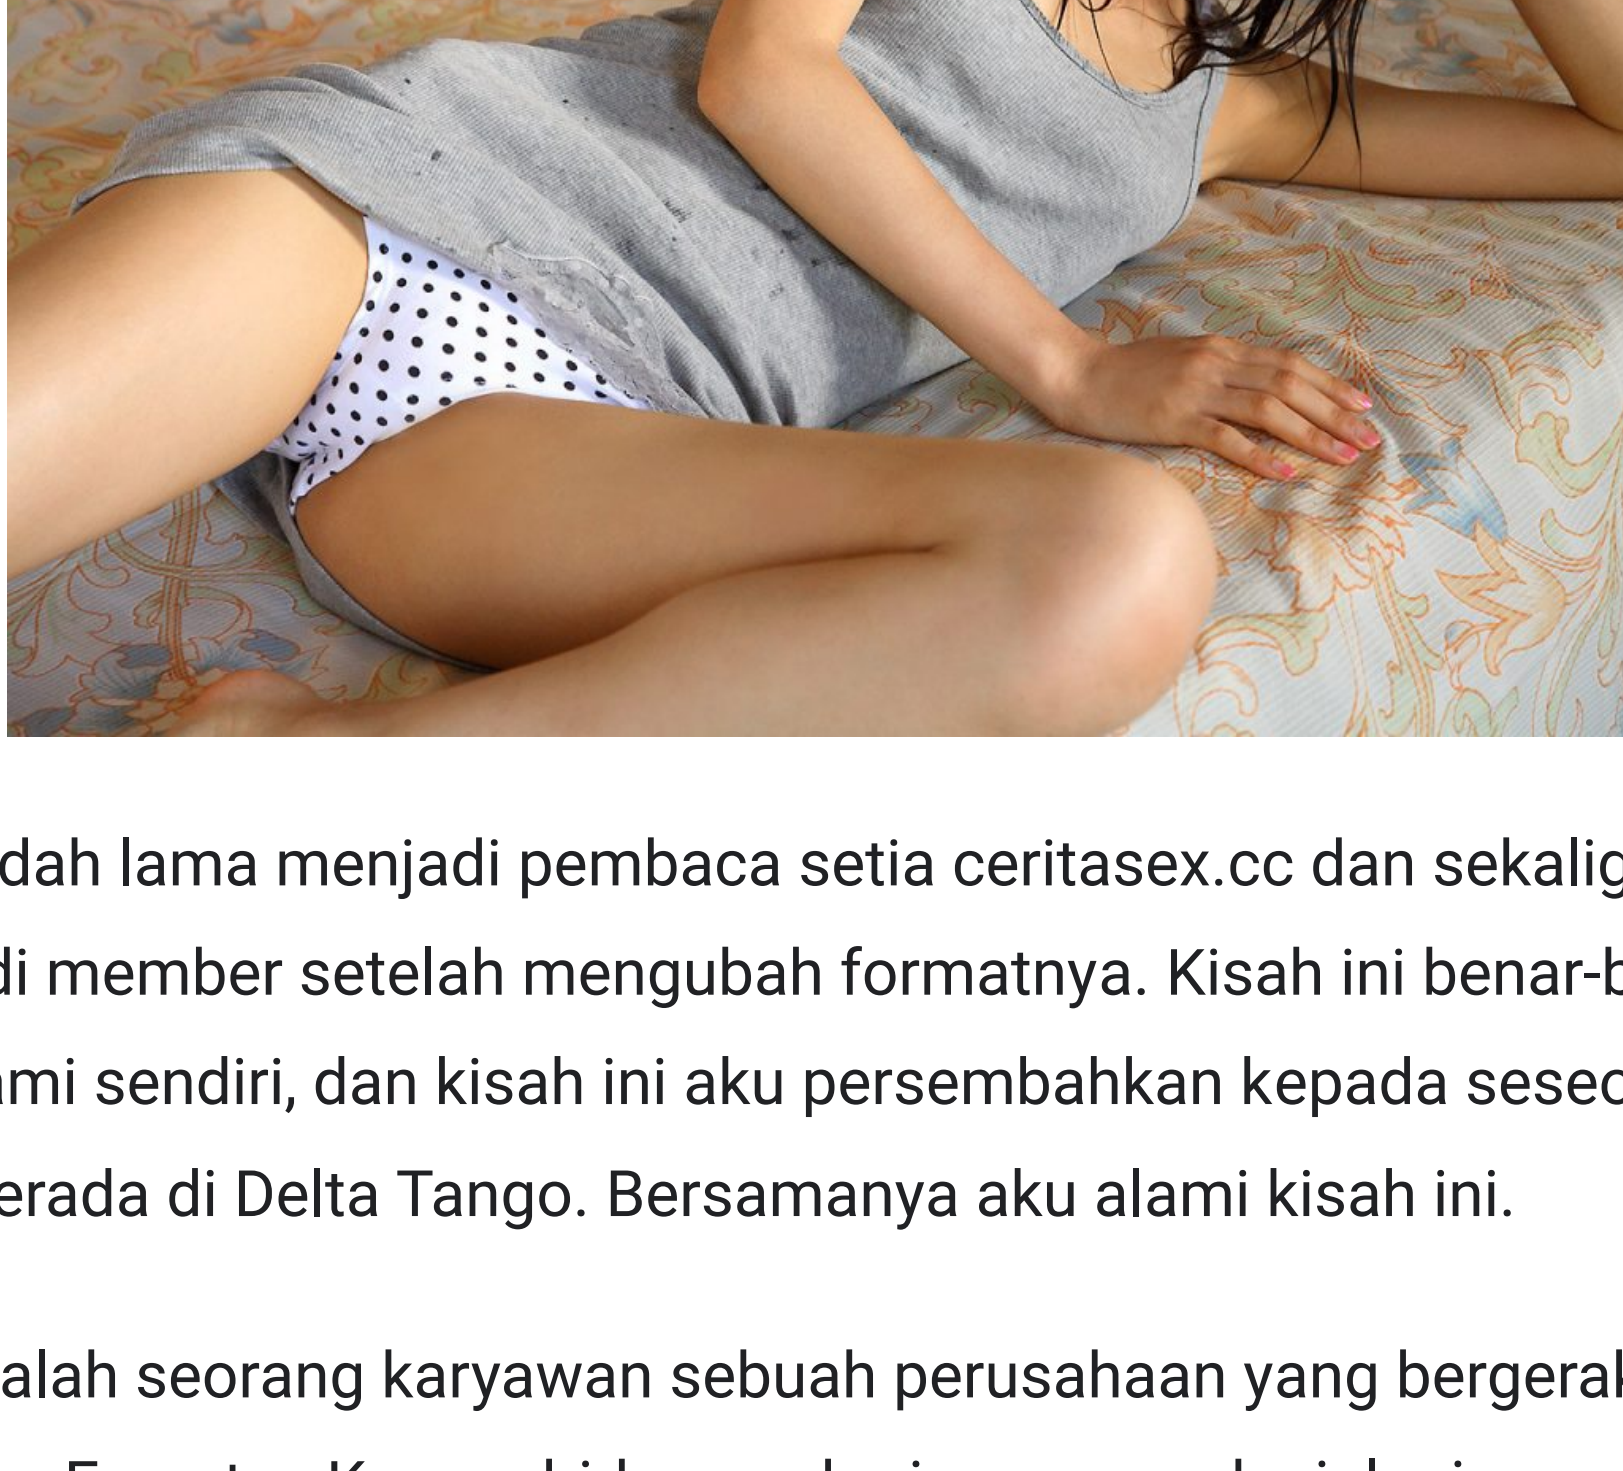 dah lama menjadi pembaca setia ceritasex.cc dan sekalig
di member setelah mengubah formatnya. Kisah ini benar-b
ami sendiri, dan kisah ini aku persembahkan kepada seseo
erada di Delta Tango. Bersamanya aku alami kisah ini.
alah seorang karyawan sebuah perusahaan yang bergerak